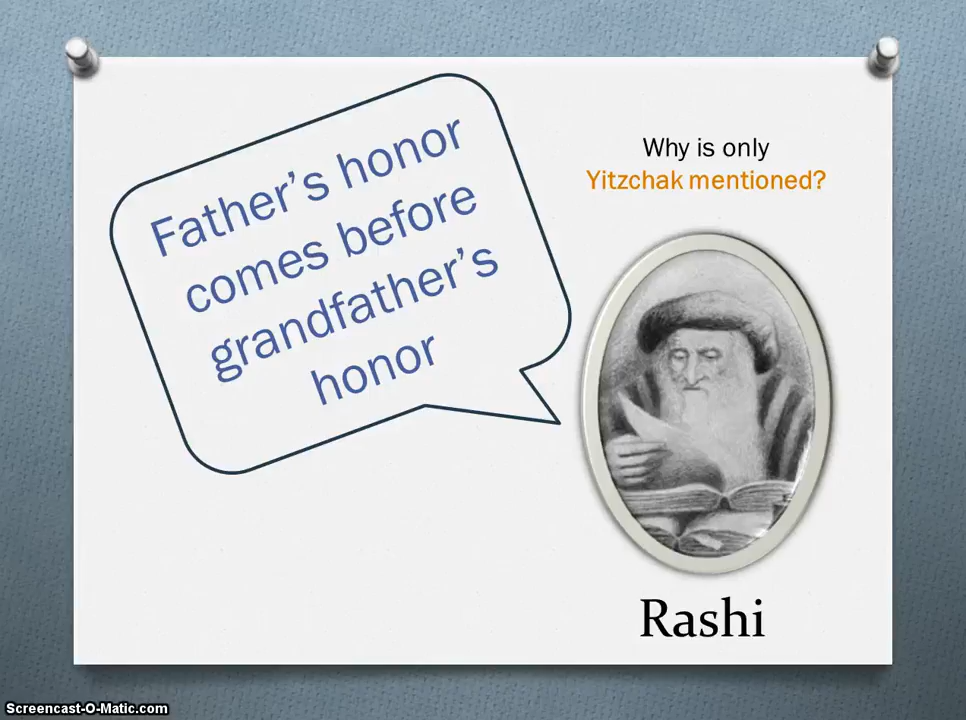 Father’s honor
comes before
grandfather’s
honor
Why is only
Yitzchak mentioned?
Rashi
Screencast-O-Matic.com